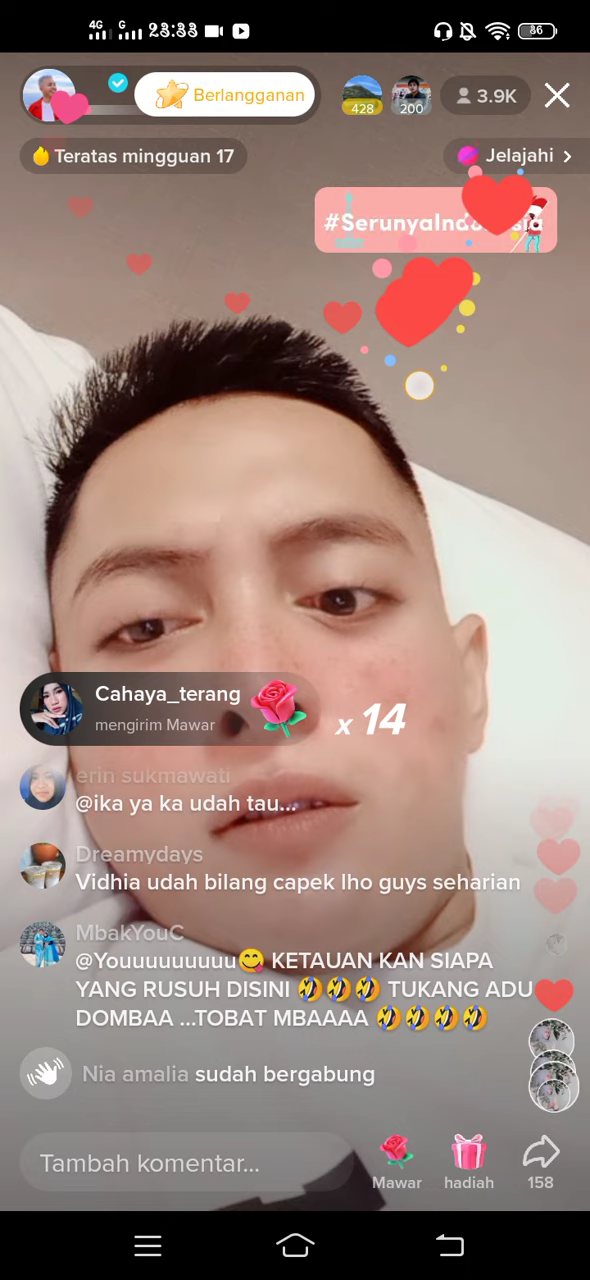 4G G 23:33 86
Berlangganan
428 200 3.9K
Teratas mingguan 17
Jelajahi >
Cahaya_terang
mengirim Mawar
x 14
erin sukmawati
@ika ya ka udah tau...
Dreamydays
Vidhia udah bilang capek lho guys seharian
MbakYouC
@Youuuuuuuuuu😋 KETAUAN KAN SIAPA
YANG RUSUH DISINI 🤣🤣🤣 TUKANG ADU
DOMBAA ...TOBAT MBAAAA 🤣🤣🤣🤣
Nia amalia sudah bergabung
Tambah komentar...
Mawar hadiah 158